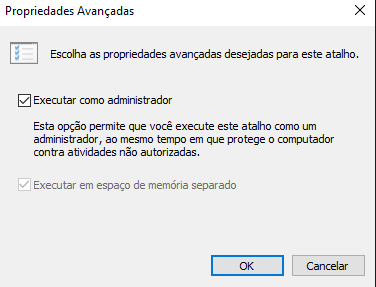 Propriedades Avançadas
Escolha as propriedades avançadas desejadas para este atalho.
Executar como administrador
Esta opção permite que você execute este atalho como um
administrador, ao mesmo tempo em que protege o computador
contra atividades não autorizadas.
Executar em espaço de memória separado
OK
Cancelar